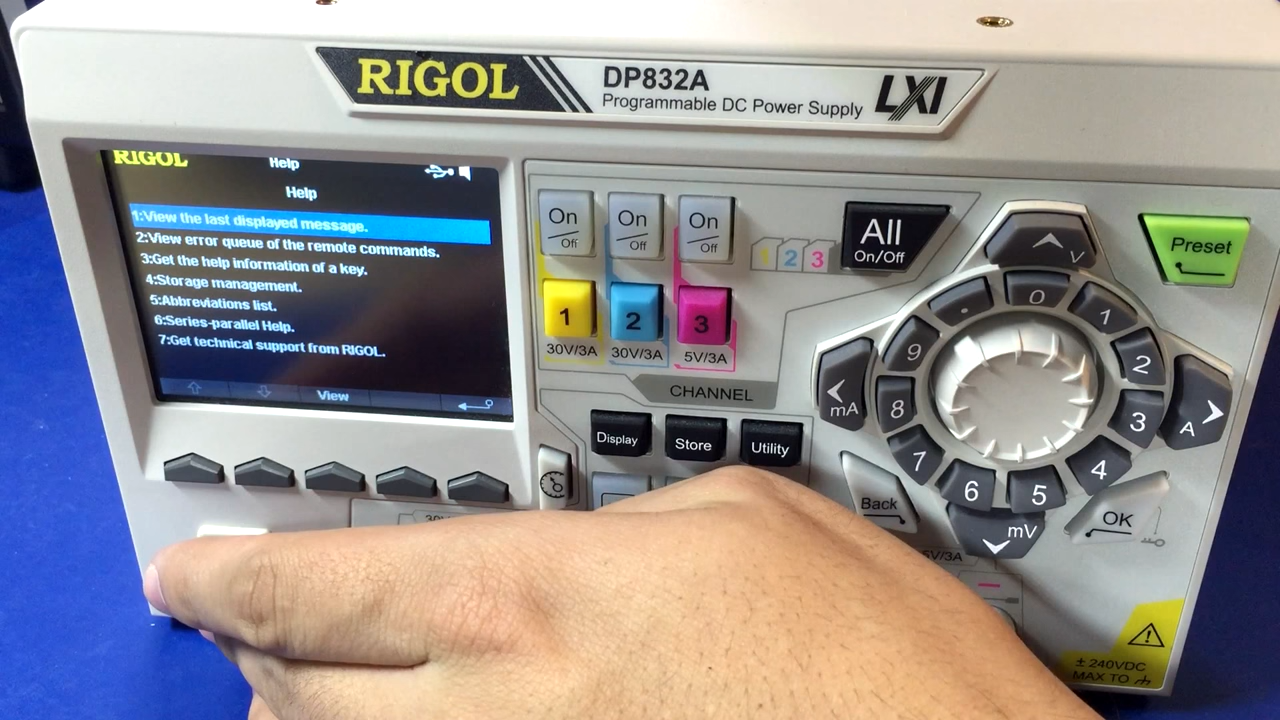 RIGOL
DP832A
Programmable DC Power Supply
LXI
RIGOL
Help
Help
1:View the last displayed message.
2:View error queue of the remote commands.
3:Get the help information of a key.
4:Storage management.
5:Abbreviations list.
6:Series-parallel Help.
7:Get technical support from RIGOL.
View
On
Off
On
Off
On
Off
1 2 3
All
On/Off
1
2
3
30V/3A
30V/3A
5V/3A
CHANNEL
Display
Store
Utility
Preset
V
mA
A
mV
.
0
1
2
3
4
5
6
7
8
9
Back
OK
30V
5V/3A
± 240VDC
MAX TO